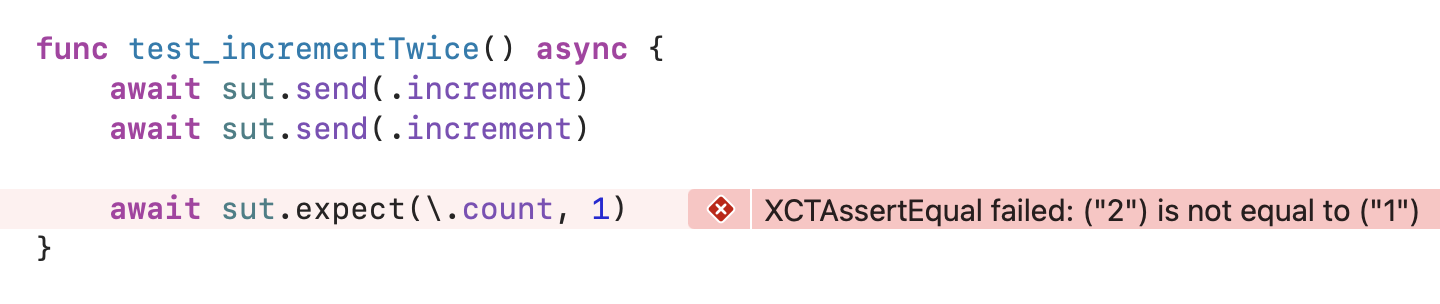 func test_incrementTwice() async {
    await sut.send(.increment)
    await sut.send(.increment)
    await sut.expect(\.count, 1) XCTAssertEqual failed: ("2") is not equal to ("1")
}